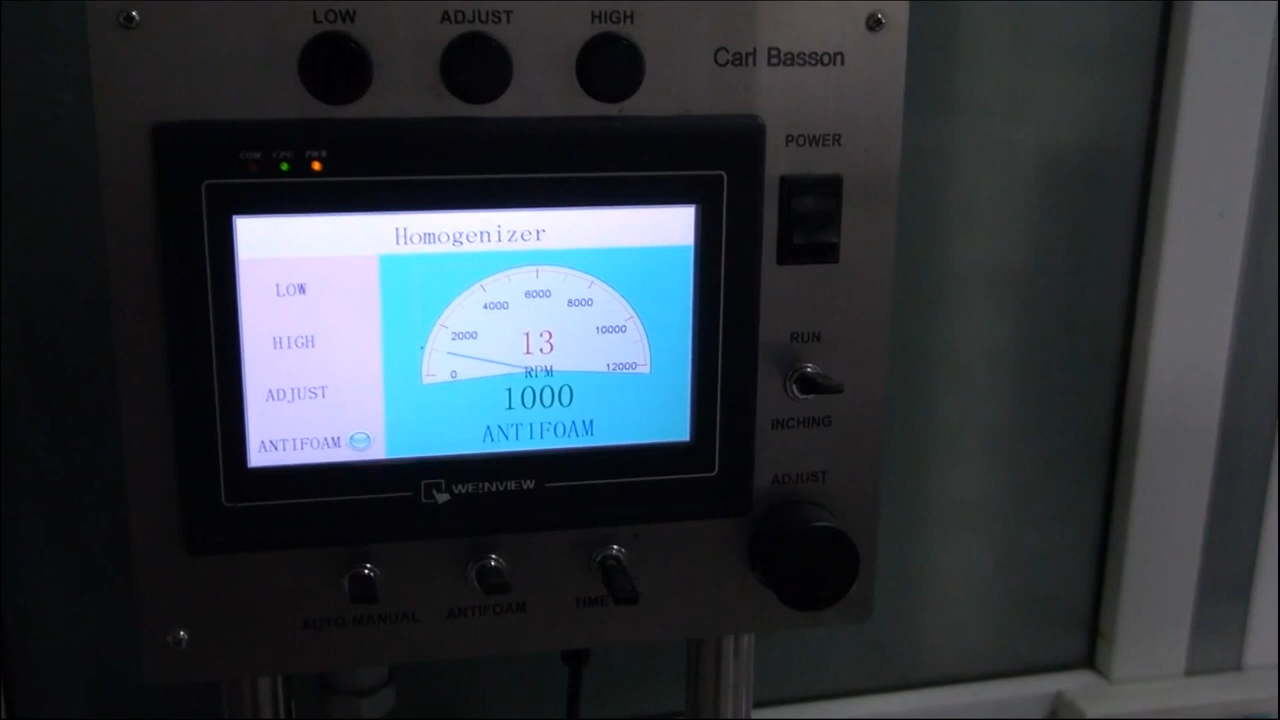 LOW ADJUST HIGH
Carl Basson
POWER
COM CPU PWR
Homogenizer
LOW
HIGH
ADJUST
ANTIFOAM
0 2000 4000 6000 8000 10000 12000
13
RPM
1000
ANTIFOAM
WEINVIEW
RUN
INCHING
ADJUST
AUTO MANUAL ANTIFOAM TIME